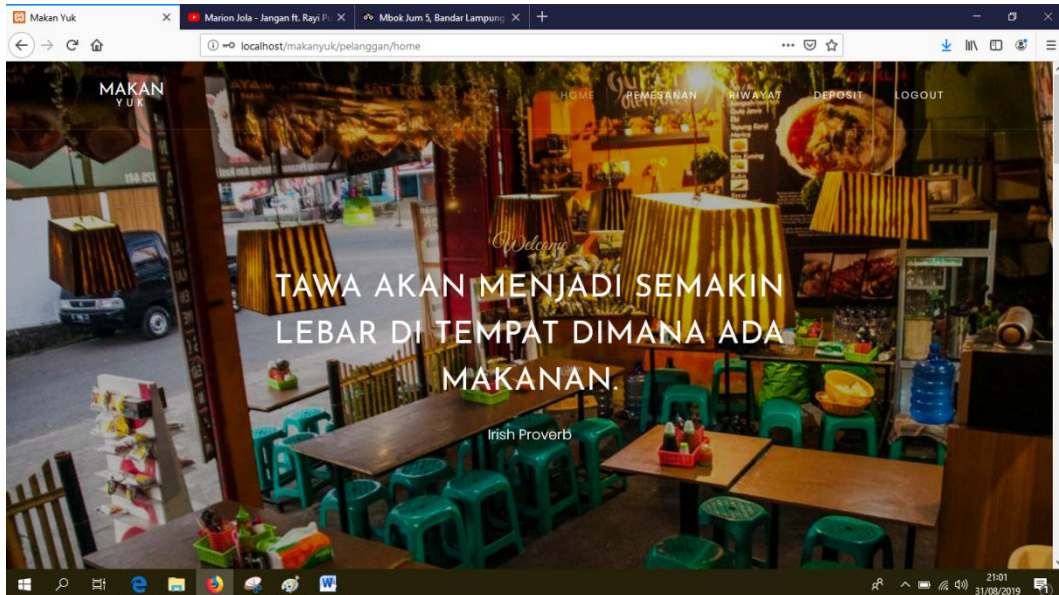 Makan Yuk
Marion Jola - Jangan ft. Rayi Pu
Mbok Jum 5, Bandar Lampung
localhost/makanyuk/pelanggan/home
MAKAN
YUK
HOME PEMESANAN RIWAYAT DEPOSIT LOGOUT
Welcome
TAWA AKAN MENJADI SEMAKIN
LEBAR DI TEMPAT DIMANA ADA
MAKANAN.
Irish Proverb
21:01
31/08/2019